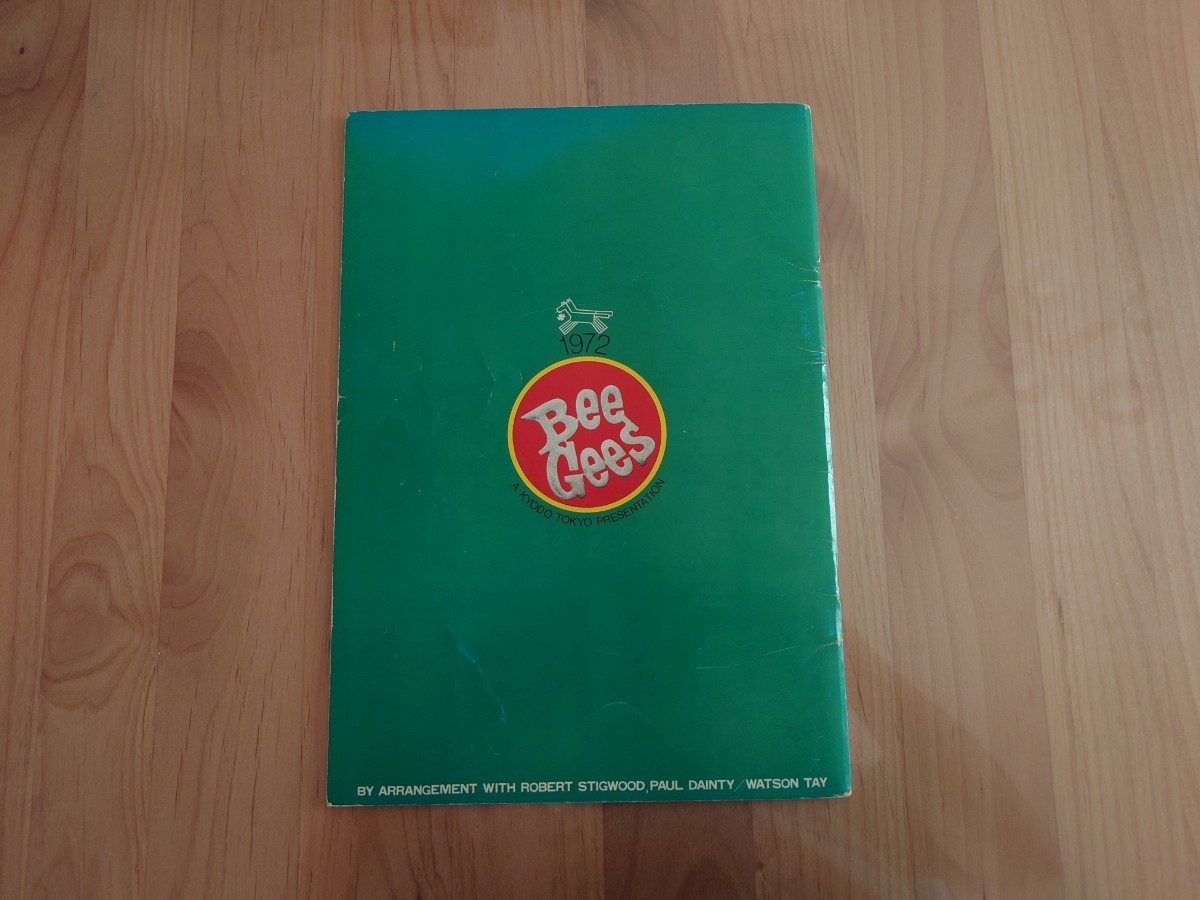 1972
Bee
Gees
A KYODO TOKYO PRESENTATION
BY ARRANGEMENT WITH ROBERT STIGWOOD, PAUL DAINTY / WATSON TAY